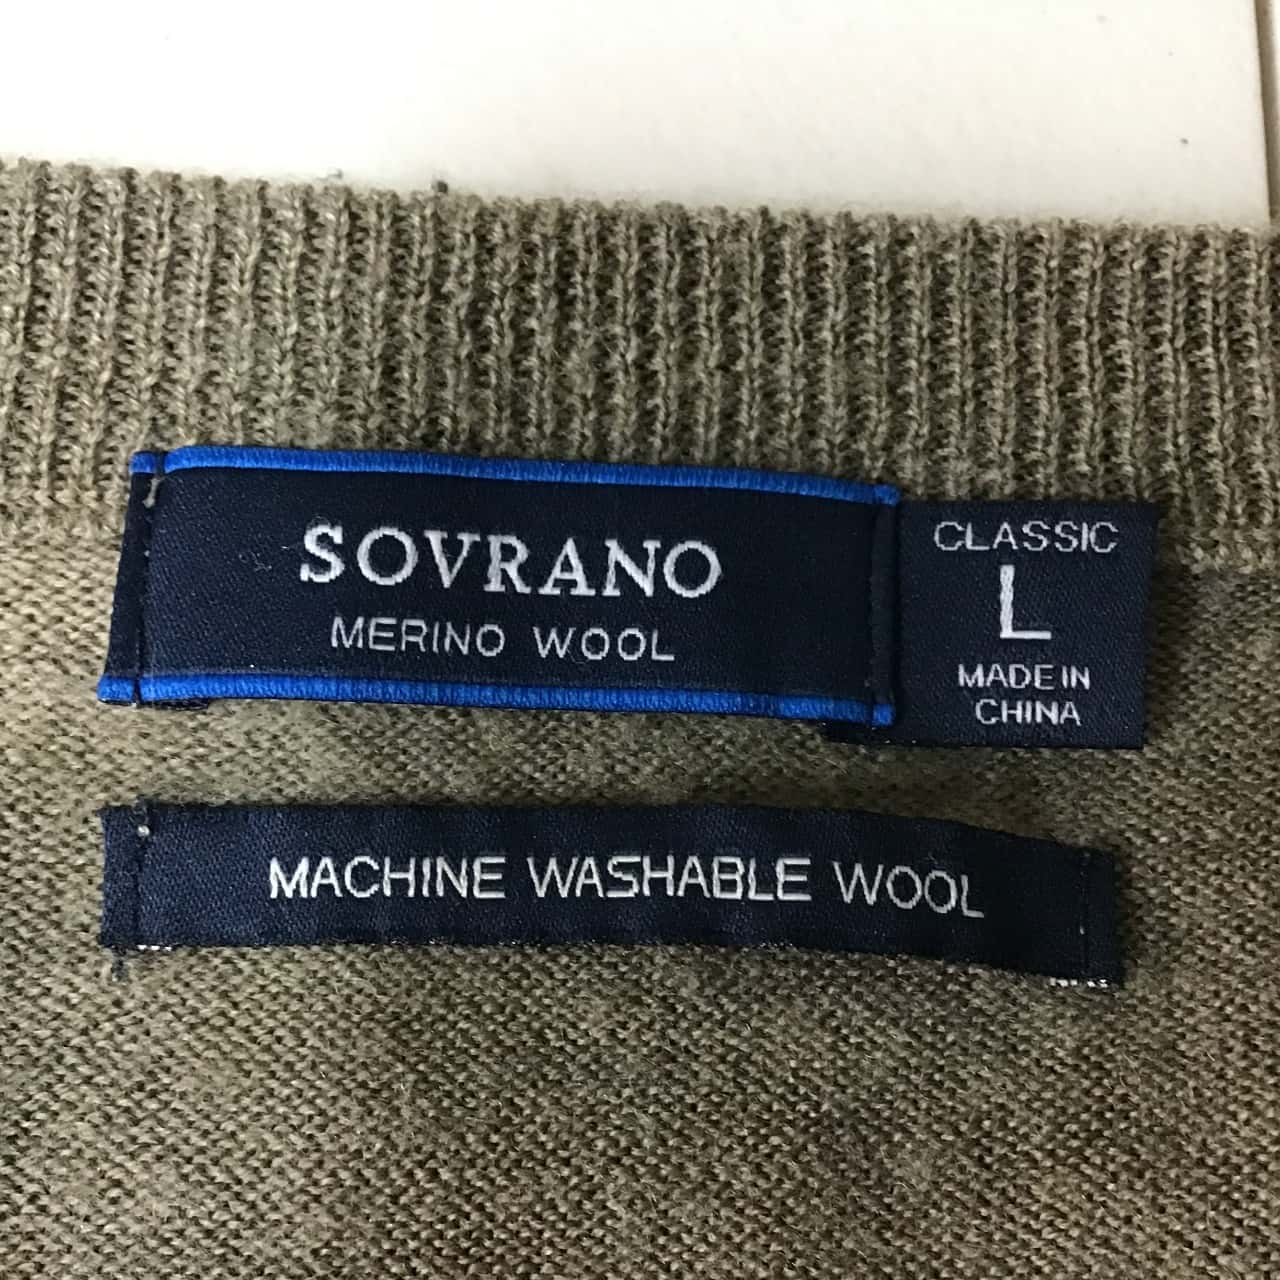 SOVRANO
MERINO WOOL
CLASSIC
L
MADE IN
CHINA
MACHINE WASHABLE WOOL